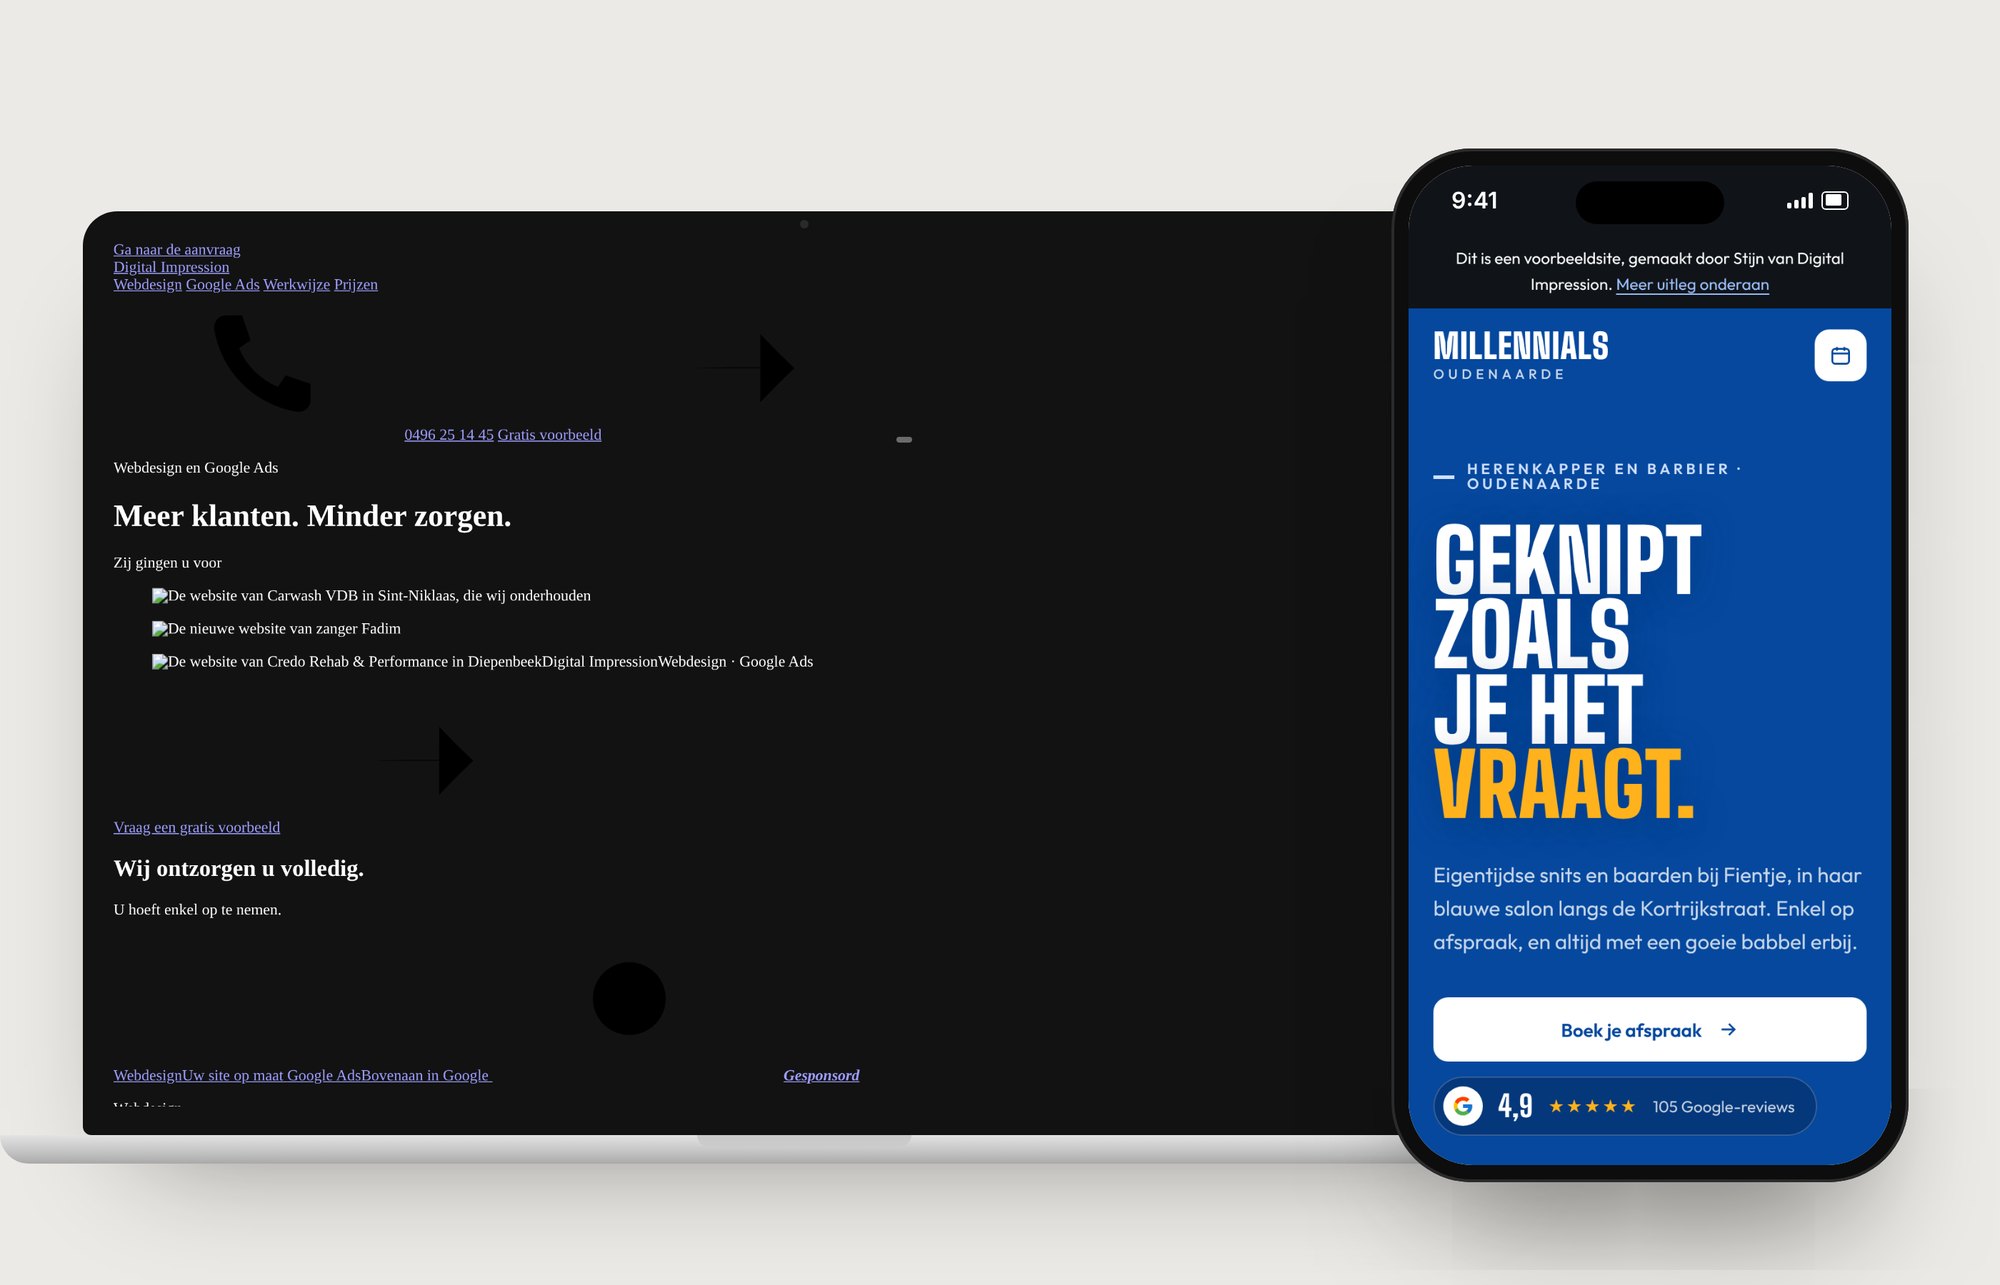 Ga naar de aanvraag
Digital Impression
Webdesign Google Ads Werkwijze Prijzen
0496 25 14 45 Gratis voorbeeld
Webdesign en Google Ads
Meer klanten. Minder zorgen.
Zij gingen u voor
De website van Carwash VDB in Sint-Niklaas, die wij onderhouden
De nieuwe website van zanger Fadim
De website van Credo Rehab & Performance in DiepenbeekDigital ImpressionWebdesign · Google Ads
Vraag een gratis voorbeeld
Wij ontzorgen u volledig.
U hoeft enkel op te nemen.
WebdesignUw site op maat Google AdsBovenaan in Google Gesponsord
9:41
Dit is een voorbeeldsite, gemaakt door Stijn van Digital
Impression. Meer uitleg onderaan
MILLENNIALS
OUDENAARDE
HERENKAPPER EN BARBIER ·
OUDENAARDE
GEKNIPT
ZOALS
JE HET
VRAAGT.
Eigentijdse snits en baarden bij Fientje, in haar
blauwe salon langs de Kortrijkstraat. Enkel op
afspraak, en altijd met een goeie babbel erbij.
Boek je afspraak →
G 4,9 ★★★★★ 105 Google-reviews